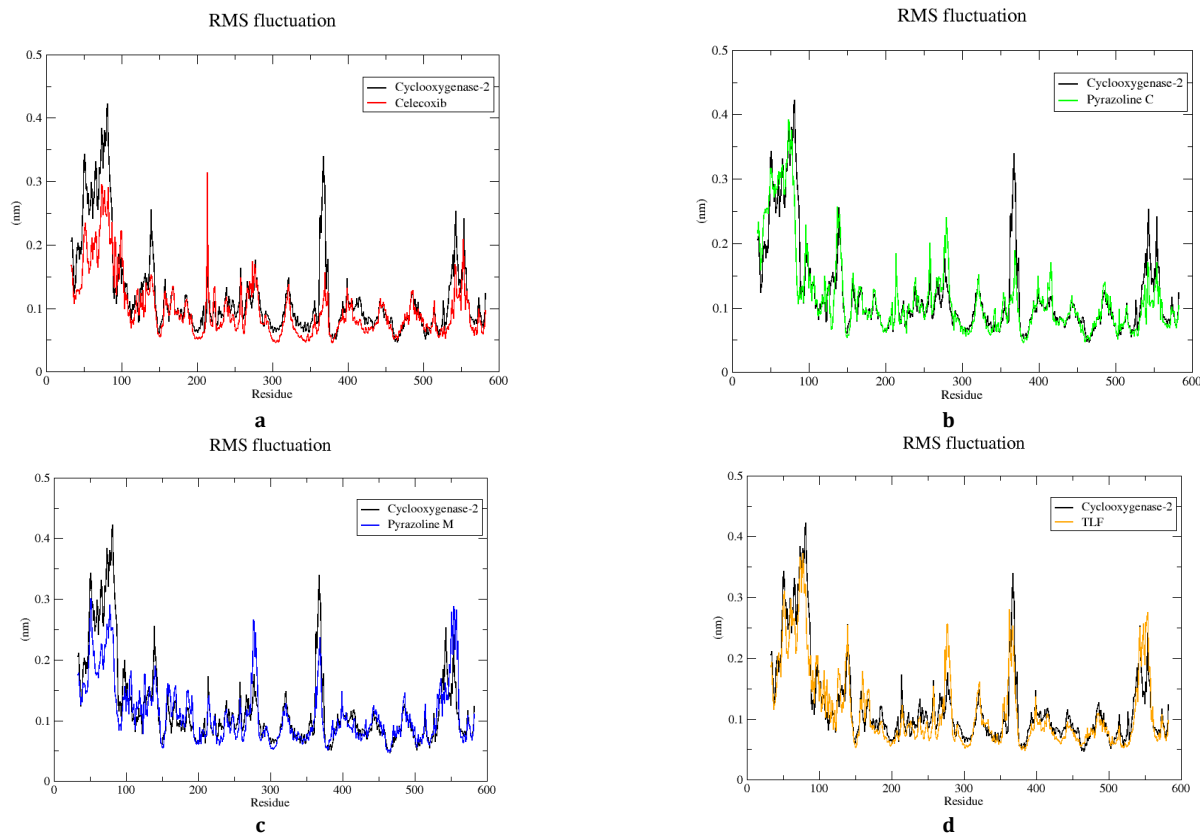 RMS fluctuation
0.5
0.4
0.3
0.2
0.1
0
(nm)
Cyclooxygenase-2
Celecoxib
0 100 200 300 400 500 600
Residue
a
RMS fluctuation
0.5
0.4
0.3
0.2
0.1
0
(nm)
Cyclooxygenase-2
Pyrazoline C
0 100 200 300 400 500 600
Residue
b
RMS fluctuation
0.5
0.4
0.3
0.2
0.1
0
(nm)
Cyclooxygenase-2
Pyrazoline M
0 100 200 300 400 500 600
Residue
c
RMS fluctuation
0.5
0.4
0.3
0.2
0.1
0
(nm)
Cyclooxygenase-2
TLF
0 100 200 300 400 500 600
Residue
d